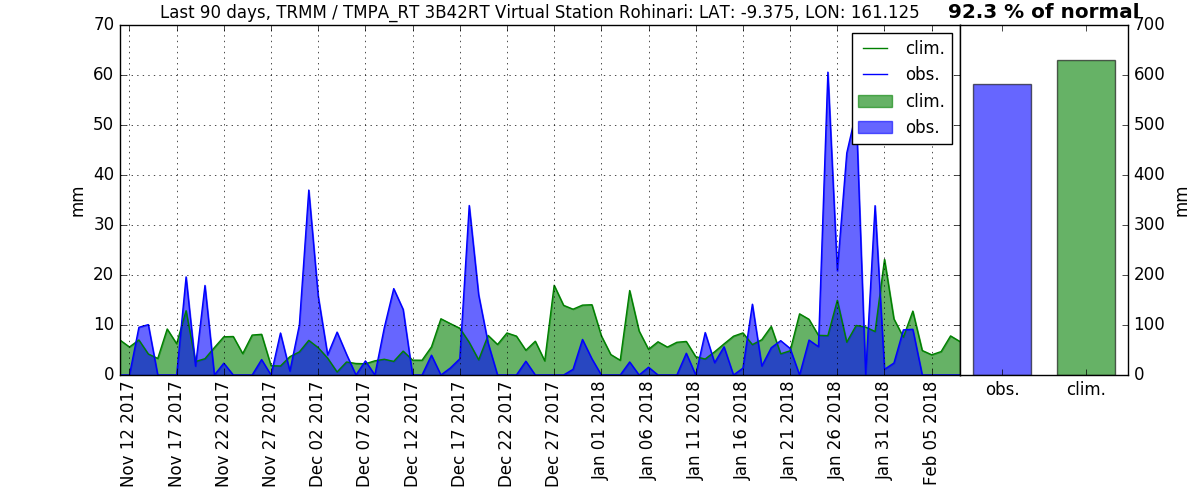 Last 90 days, TRMM / TMPA_RT 3B42RT Virtual Station Rohinari: LAT: -9.375, LON: 161.125
92.3 % of normal
70
60
50
40
30
20
10
0
mm
clim.
obs.
clim.
obs.
700
600
500
400
300
200
100
0
mm
obs.
clim.
Nov 12 2017
Nov 17 2017
Nov 22 2017
Nov 27 2017
Dec 02 2017
Dec 07 2017
Dec 12 2017
Dec 17 2017
Dec 22 2017
Dec 27 2017
Jan 01 2018
Jan 06 2018
Jan 11 2018
Jan 16 2018
Jan 21 2018
Jan 26 2018
Jan 31 2018
Feb 05 2018